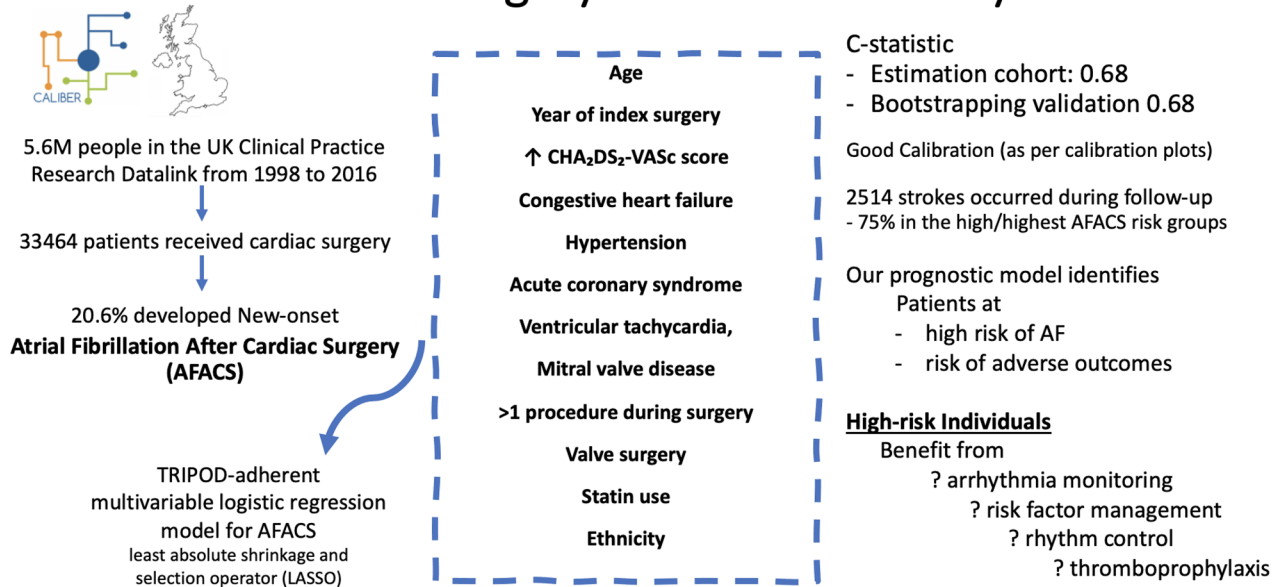 CALIBER
5.6M people in the UK Clinical Practice
Research Datalink from 1998 to 2016
33464 patients received cardiac surgery
20.6% developed New-onset
Atrial Fibrillation After Cardiac Surgery
(AFACS)
TRIPOD-adherent
multivariable logistic regression
model for AFACS
least absolute shrinkage and
selection operator (LASSO)
Age
Year of index surgery
↑ CHA₂DS₂-VASc score
Congestive heart failure
Hypertension
Acute coronary syndrome
Ventricular tachycardia,
Mitral valve disease
>1 procedure during surgery
Valve surgery
Statin use
Ethnicity
C-statistic
- Estimation cohort: 0.68
- Bootstrapping validation 0.68
Good Calibration (as per calibration plots)
2514 strokes occurred during follow-up
- 75% in the high/highest AFACS risk groups
Our prognostic model identifies
Patients at
- high risk of AF
- risk of adverse outcomes
High-risk Individuals
Benefit from
? arrhythmia monitoring
? risk factor management
? rhythm control
? thromboprophylaxis